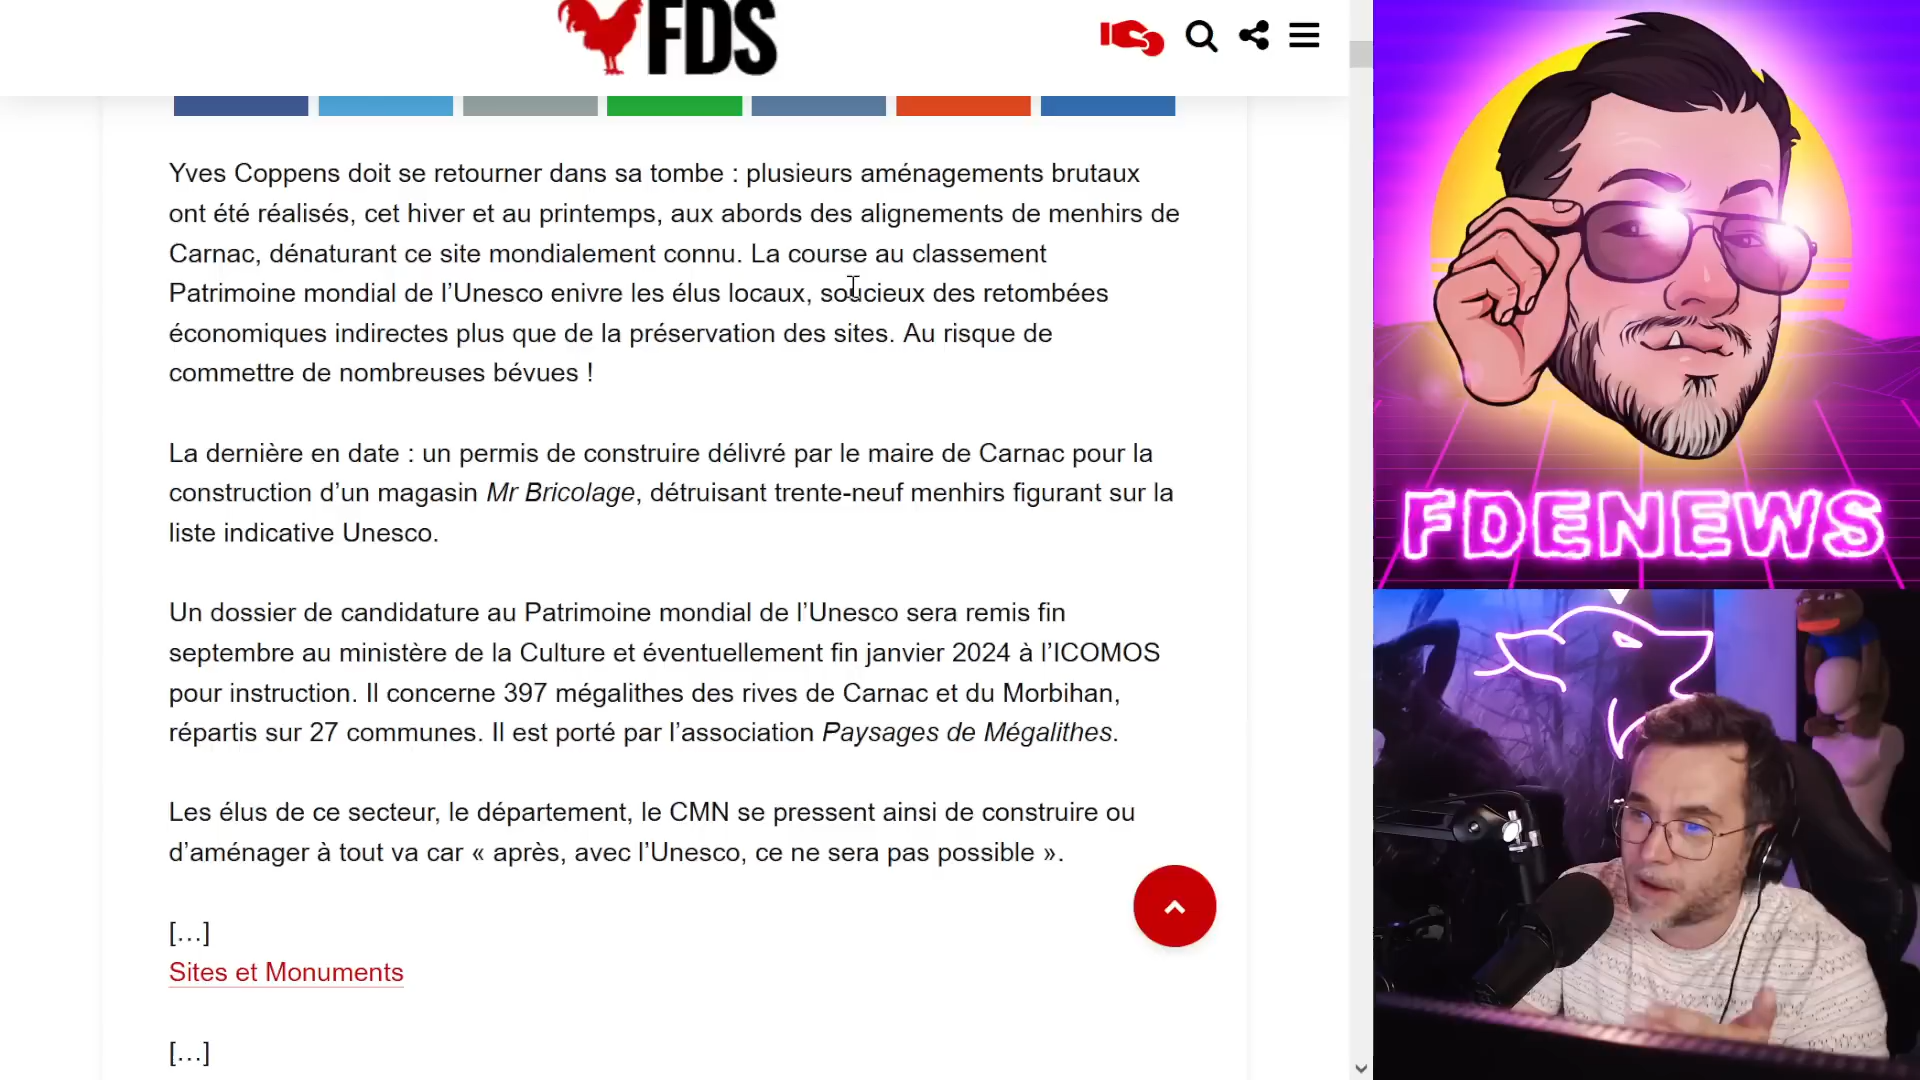 FDS
Yves Coppens doit se retourner dans sa tombe : plusieurs aménagements brutaux
ont été réalisés, cet hiver et au printemps, aux abords des alignements de menhirs de
Carnac, dénaturant ce site mondialement connu. La course au classement
Patrimoine mondial de l’Unesco enivre les élus locaux, soucieux des retombées
économiques indirectes plus que de la préservation des sites. Au risque de
commettre de nombreuses bévues !
La dernière en date : un permis de construire délivré par le maire de Carnac pour la
construction d’un magasin Mr Bricolage, détruisant trente-neuf menhirs figurant sur la
liste indicative Unesco.
Un dossier de candidature au Patrimoine mondial de l’Unesco sera remis fin
septembre au ministère de la Culture et éventuellement fin janvier 2024 à l’ICOMOS
pour instruction. Il concerne 397 mégalithes des rives de Carnac et du Morbihan,
répartis sur 27 communes. Il est porté par l’association Paysages de Mégalithes.
Les élus de ce secteur, le département, le CMN se pressent ainsi de construire ou
d’aménager à tout va car « après, avec l’Unesco, ce ne sera pas possible ».
[…]
Sites et Monuments
[…]
FDENEWS